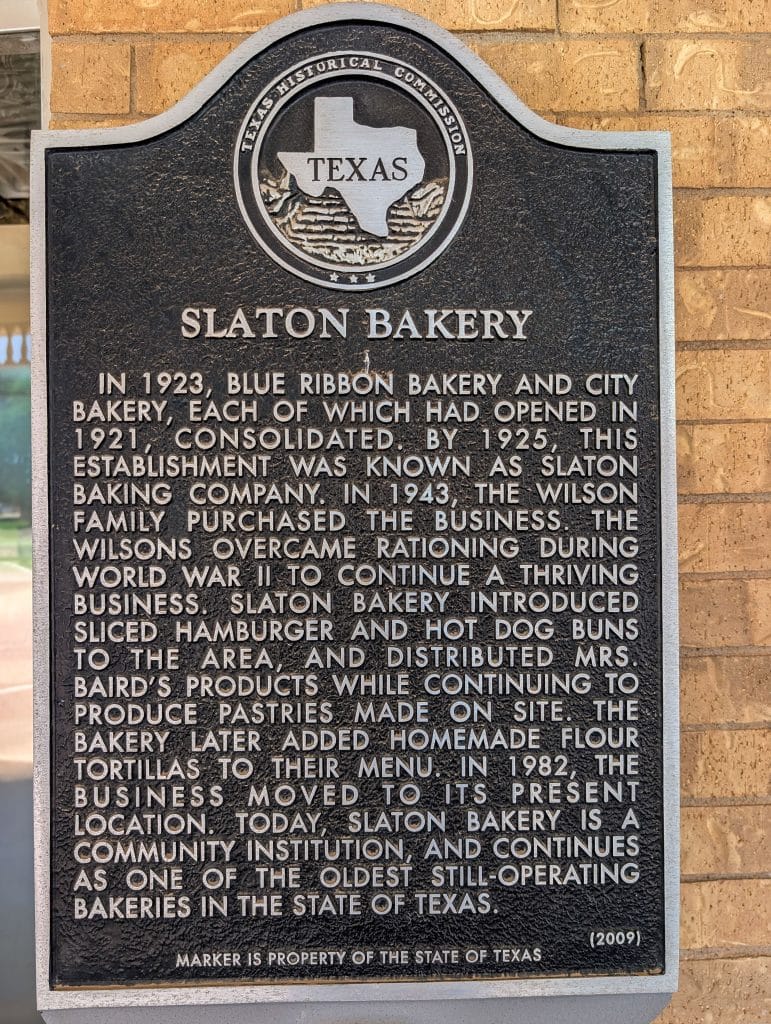 TEXAS HISTORICAL COMMISSION
TEXAS
SLATON BAKERY
IN 1923, BLUE RIBBON BAKERY AND CITY
BAKERY, EACH OF WHICH HAD OPENED IN
1921, CONSOLIDATED. BY 1925, THIS
ESTABLISHMENT WAS KNOWN AS SLATON
BAKING COMPANY. IN 1943, THE WILSON
FAMILY PURCHASED THE BUSINESS. THE
WILSONS OVERCAME RATIONING DURING
WORLD WAR II TO CONTINUE A THRIVING
BUSINESS. SLATON BAKERY INTRODUCED
SLICED HAMBURGER AND HOT DOG BUNS
TO THE AREA, AND DISTRIBUTED MRS.
BAIRD'S PRODUCTS WHILE CONTINUING TO
PRODUCE PASTRIES MADE ON SITE. THE
BAKERY LATER ADDED HOMEMADE FLOUR
TORTILLAS TO THEIR MENU. IN 1982, THE
BUSINESS MOVED TO ITS PRESENT
LOCATION. TODAY, SLATON BAKERY IS A
COMMUNITY INSTITUTION, AND CONTINUES
AS ONE OF THE OLDEST STILL-OPERATING
BAKERIES IN THE STATE OF TEXAS.
(2009)
MARKER IS PROPERTY OF THE STATE OF TEXAS